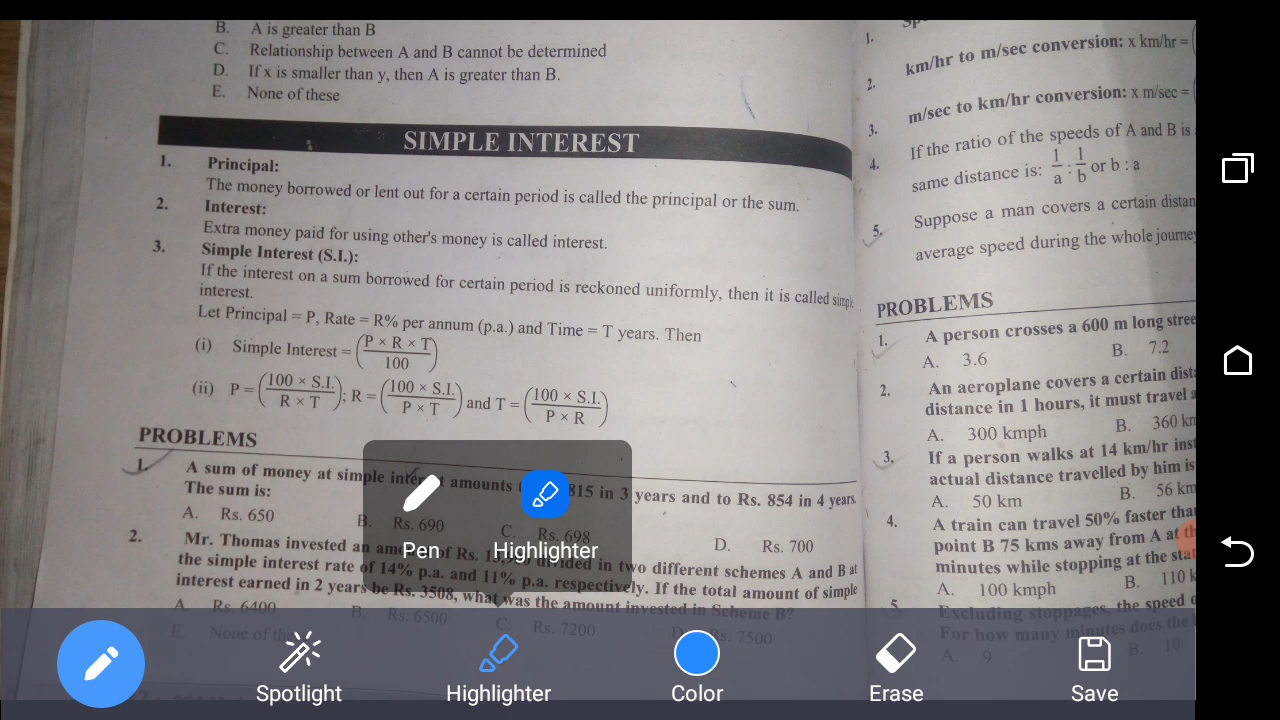 B. A is greater than B
C. Relationship between A and B cannot be determined
D. If x is smaller than y, then A is greater than B.
E. None of these
SIMPLE INTEREST
1. Principal:
The money borrowed or lent out for a certain period is called the principal or the sum.
2. Interest:
Extra money paid for using other's money is called interest.
3. Simple Interest (S.I.):
If the interest on a sum borrowed for certain period is reckoned uniformly, then it is called simple
interest.
Let Principal = P, Rate = R% per annum (p.a.) and Time = T years. Then
(i) Simple Interest = (P × R × T / 100)
(ii) P = (100 × S.I. / R × T); R = (100 × S.I. / P × T) and T = (100 × S.I. / P × R)
PROBLEMS
1. A sum of money at simple interest amounts 815 in 3 years and to Rs. 854 in 4 years.
The sum is:
A. Rs. 650 B. Rs. 690 C. Rs. 698 D. Rs. 700
2. Mr. Thomas invested an amount of Rs. divided in two different schemes A and B at
the simple interest rate of 14% p.a. and 11% p.a. respectively. If the total amount of simple
interest earned in 2 years be Rs. 3508, what was the amount invested in Scheme B?
A. Rs. 6400 B. Rs. 6500 C. Rs. 7200 D. Rs. 7500
E. None of the
1.
km/hr to m/sec conversion: x km/hr =
2.
m/sec to km/hr conversion: x m/sec =
3.
If the ratio of the speeds of A and B is
4.
same distance is: 1/a : 1/b or b : a
5. Suppose a man covers a certain distan
average speed during the whole journey
PROBLEMS
1. A person crosses a 600 m long stree
A. 3.6 B. 7.2
2. An aeroplane covers a certain dist
distance in 1 hours, it must travel a
A. 300 kmph B. 360 km
3. If a person walks at 14 km/hr inst
actual distance travelled by him is
A. 50 km B. 56 km
4. A train can travel 50% faster tha
point B 75 kms away from A at th
minutes while stopping at the stat
A. 100 kmph B. 110 k
5. Excluding stoppages, the speed o
For how many minutes does the
A. 9 B. 10
Pen Highlighter
Spotlight Highlighter Color Erase Save